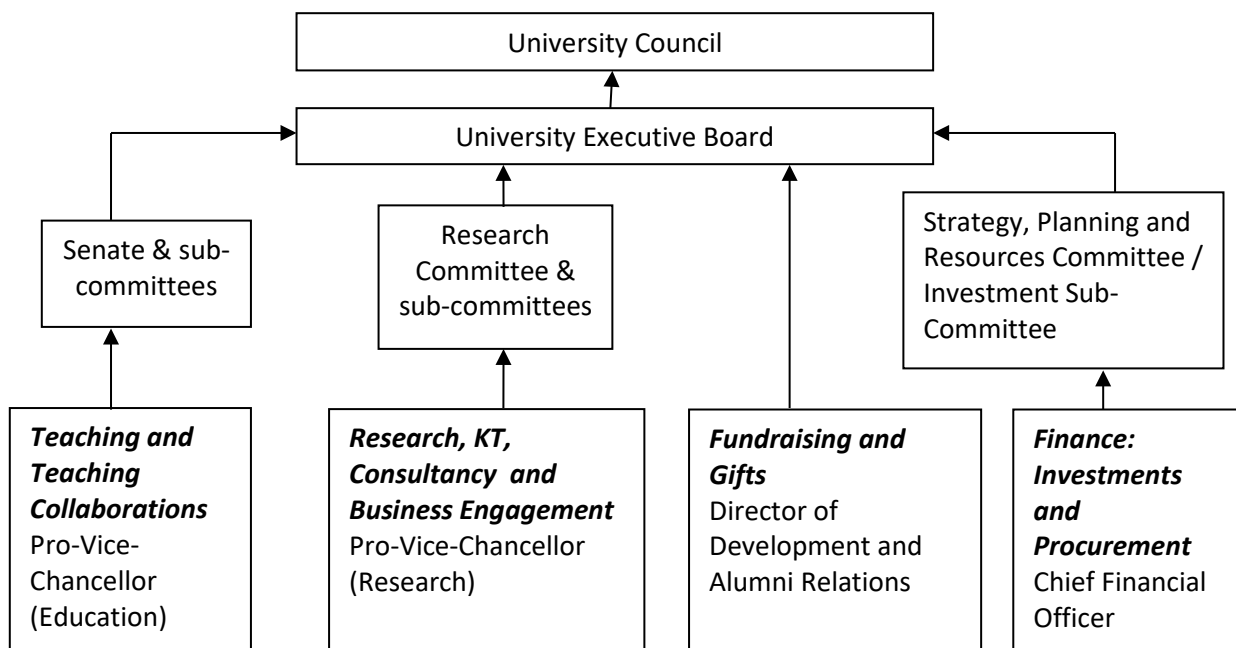 University Council
University Executive Board
Senate & sub-
committees
Research
Committee &
sub-committees
Strategy, Planning and
Resources Committee /
Investment Sub-
Committee
Teaching and
Teaching
Collaborations
Pro-Vice-
Chancellor
(Education)
Research, KT,
Consultancy and
Business Engagement
Pro-Vice-Chancellor
(Research)
Fundraising and
Gifts
Director of
Development and
Alumni Relations
Finance:
Investments
and
Procurement
Chief Financial
Officer